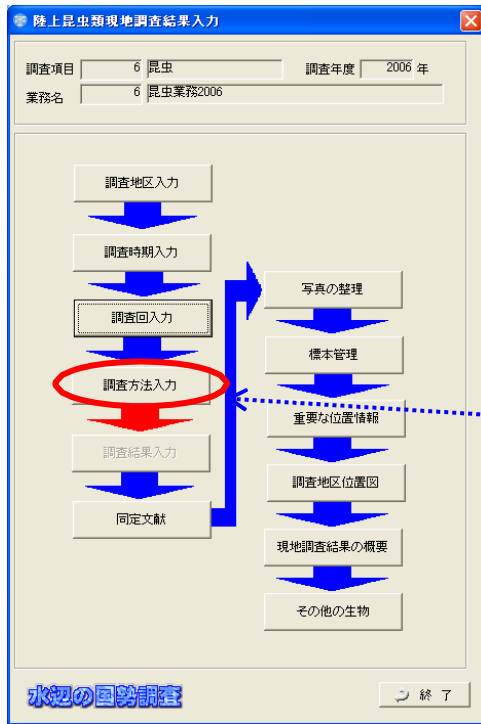 陸上昆虫類現地調査結果入力
調査項目 6 昆虫 調査年度 2006 年
業務名 6 昆虫業務2006
調査地区入力
調査時期入力
調査回入力
調査方法入力
調査結果入力
同定文献
写真の整理
標本管理
重要な位置情報
調査地区位置図
現地調査結果の概要
その他の生物
水辺の国勢調査
終 了